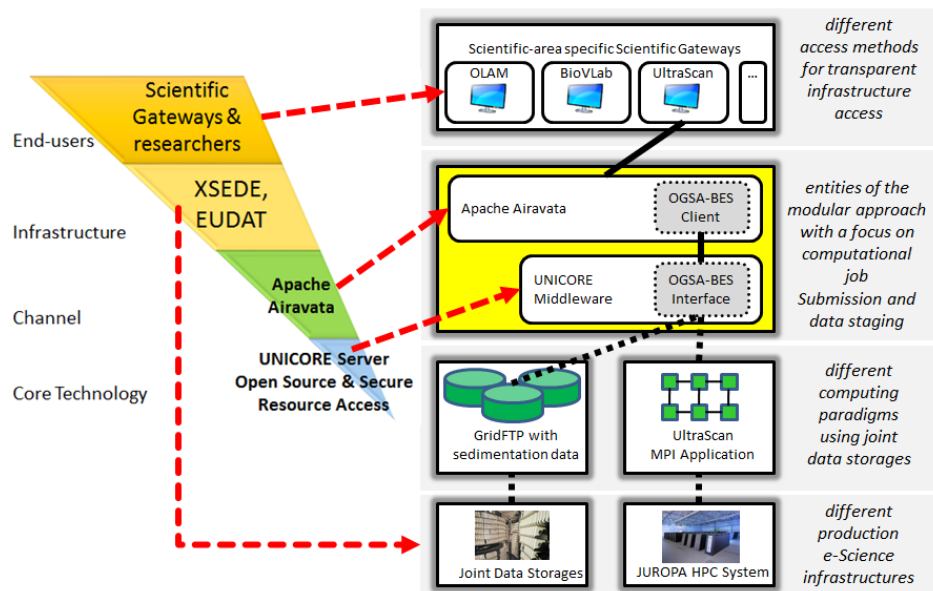 End-users
Infrastructure
Channel
Core Technology
Scientific
Gateways &
researchers
XSEDE,
EUDAT
Apache
Airavata
UNICORE Server
Open Source & Secure
Resource Access
Scientific-area specific Scientific Gateways
OLAM
BioVLab
UltraScan
...
different
access methods
for transparent
infrastructure
access
Apache Airavata
OGSA-BES
Client
UNICORE
Middleware
OGSA-BES
Interface
entities of the
modular approach
with a focus on
computational
job
Submission and
data staging
GridFTP with
sedimentation data
UltraScan
MPI Application
different
computing
paradigms
using joint
data storages
Joint Data Storages
JUROPA HPC System
different
production
e-Science
infrastructures